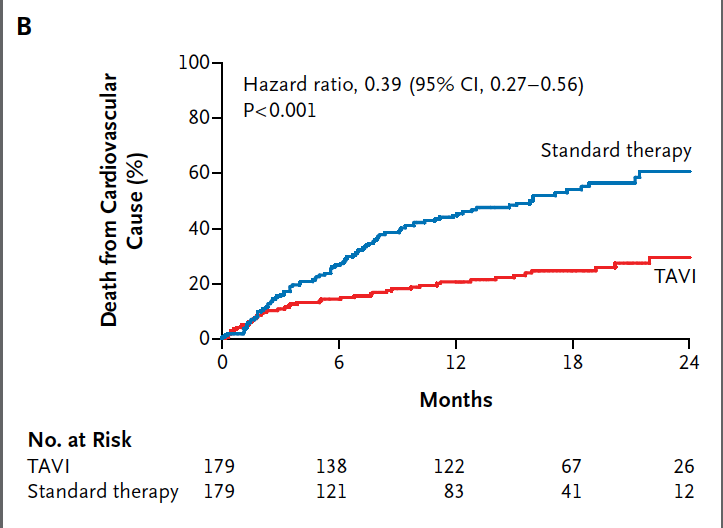 B
100
80
60
40
20
0
Death from Cardiovascular
Cause (%)
Hazard ratio, 0.39 (95% CI, 0.27–0.56)
P<0.001
Standard therapy
TAVI
0 6 12 18 24
Months
No. at Risk
TAVI 179 138 122 67 26
Standard therapy 179 121 83 41 12